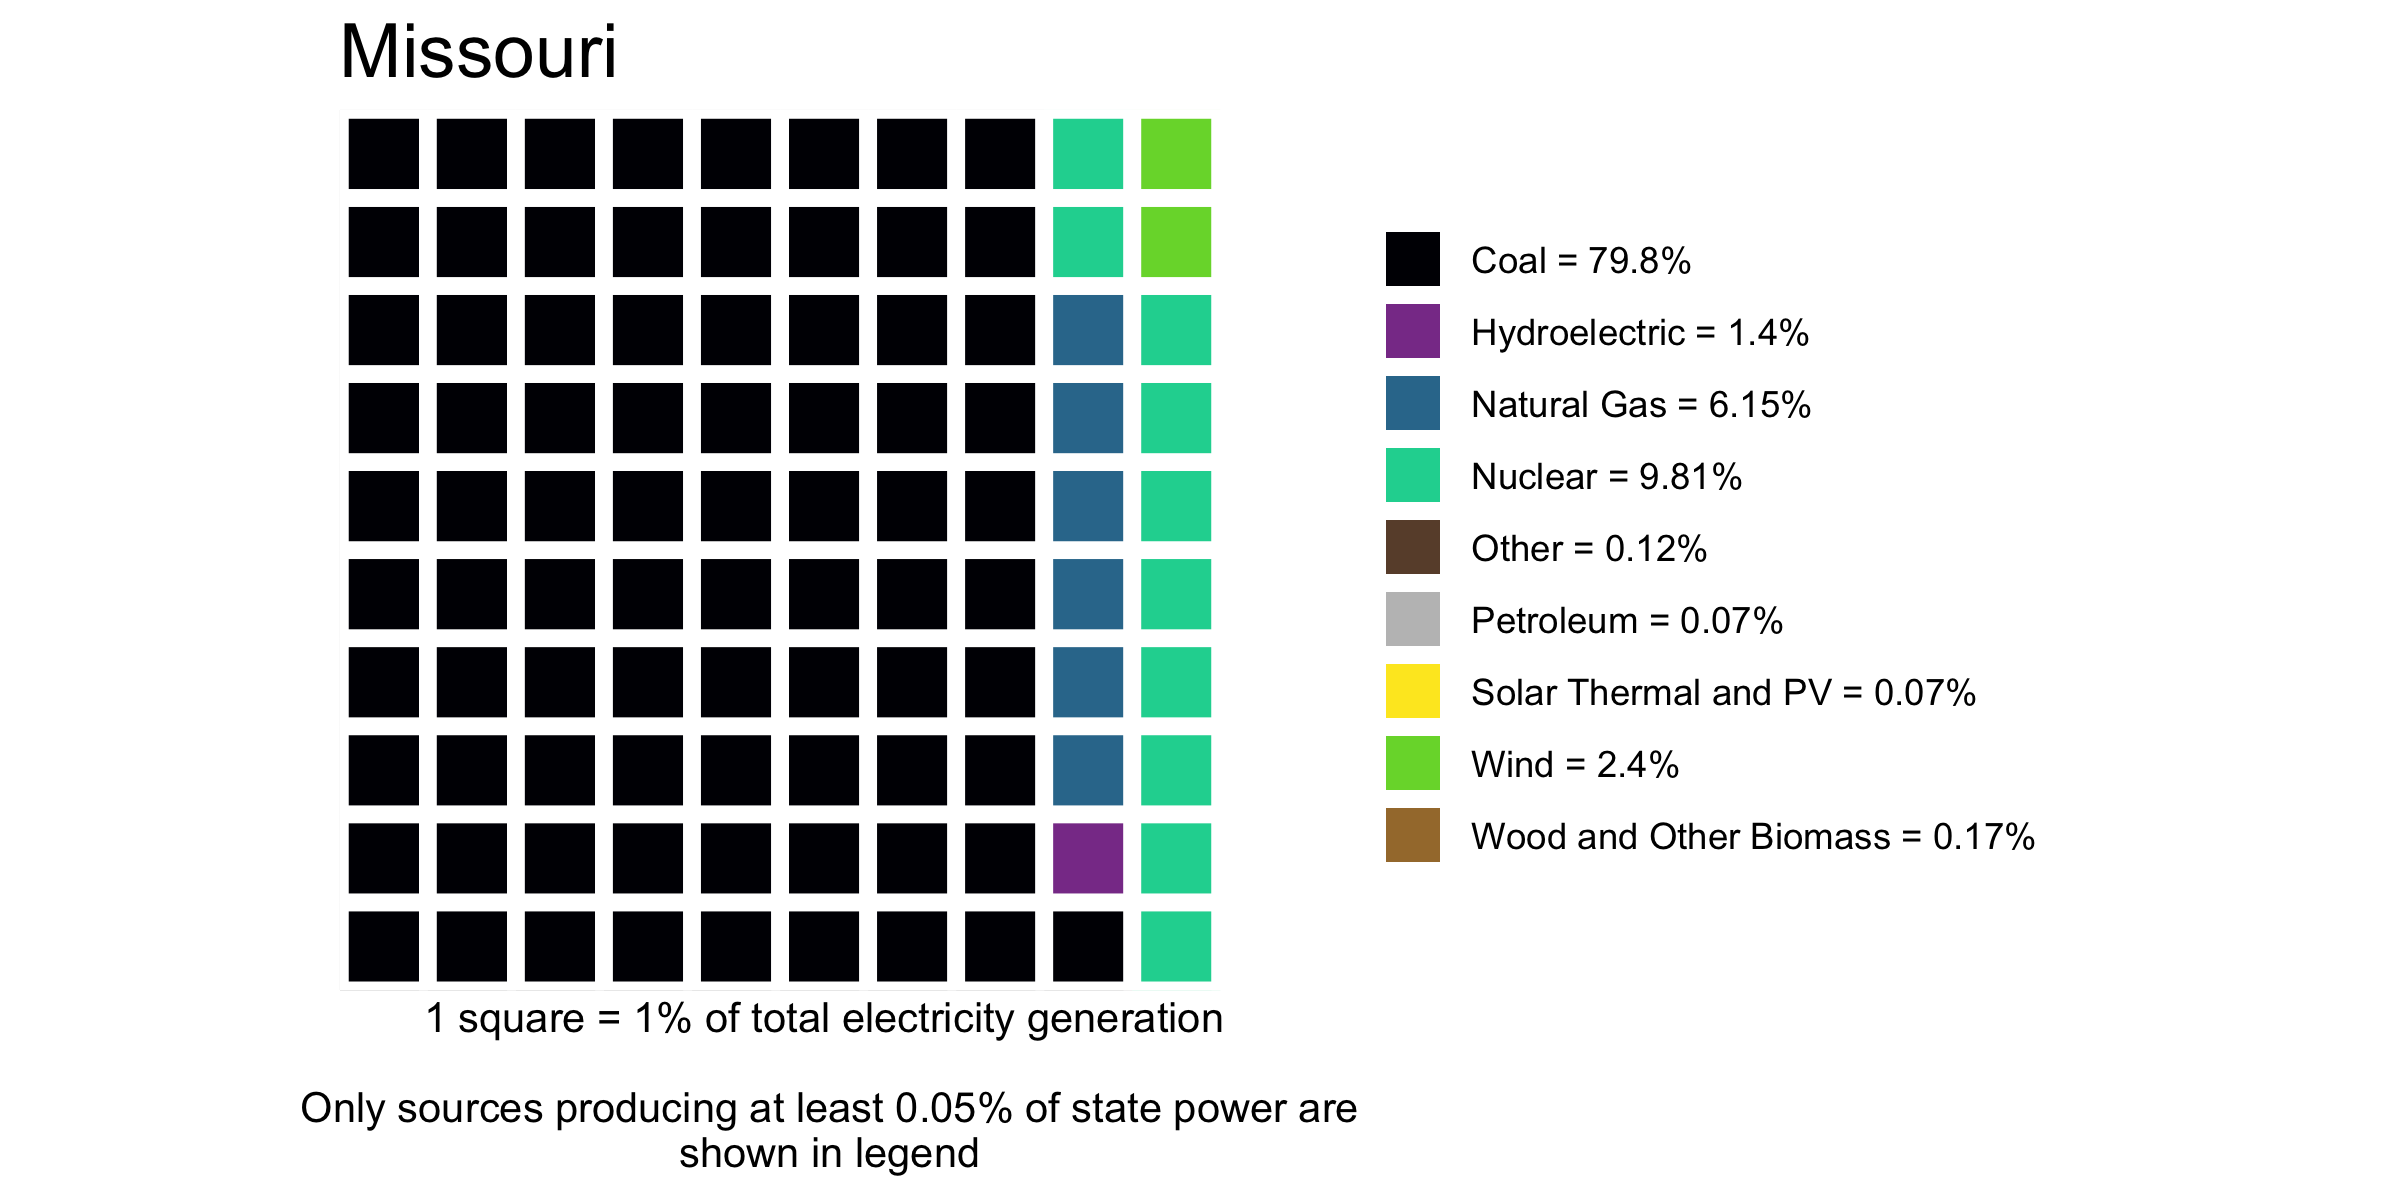 Missouri
Coal = 79.8%
Hydroelectric = 1.4%
Natural Gas = 6.15%
Nuclear = 9.81%
Other = 0.12%
Petroleum = 0.07%
Solar Thermal and PV = 0.07%
Wind = 2.4%
Wood and Other Biomass = 0.17%
1 square = 1% of total electricity generation
Only sources producing at least 0.05% of state power are
shown in legend